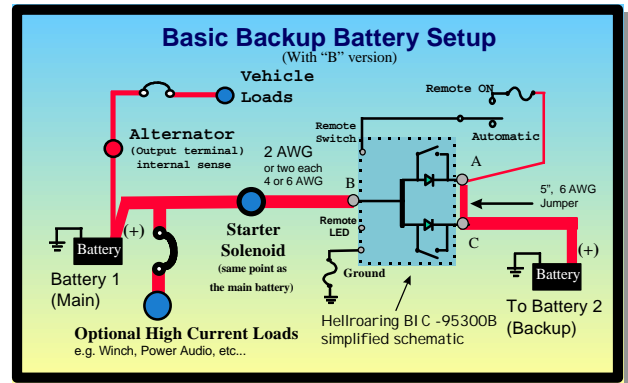 Basic Backup Battery Setup
(With “B” version)
Vehicle
Loads
Remote ON
Alternator
(Output terminal)
internal sense
Remote
Switch
Automatic
2 AWG
or two each
4 or 6 AWG
A
B
5”, 6 AWG
Jumper
Starter
Solenoid
(same point as
the main battery)
Remote
LED
C
Ground
(+)
Battery
Battery 1
(Main)
(+)
Battery
To Battery 2
(Backup)
Optional High Current Loads
e.g. Winch, Power Audio, etc...
Hellroaring BIC -95300B
simplified schematic